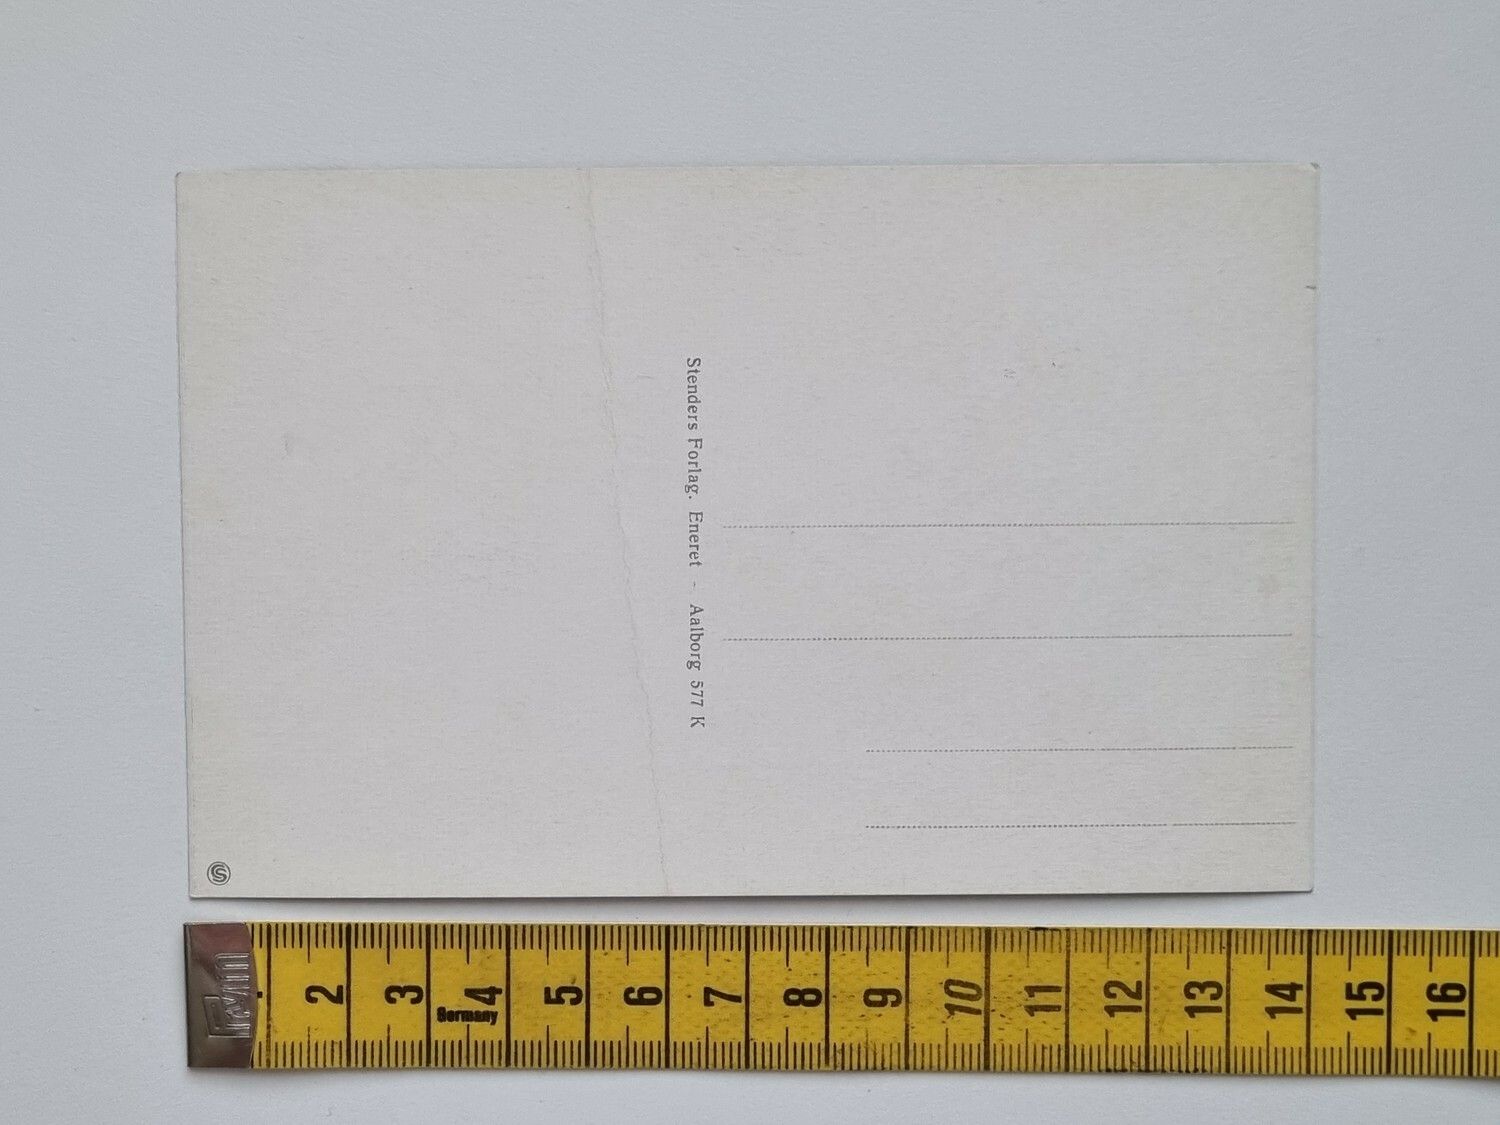 Stenders Forlag. Eneret - Aalborg 577 K
S
2 3 4 5 6 7 8 9 10 11 12 13 14 15 16
Germany